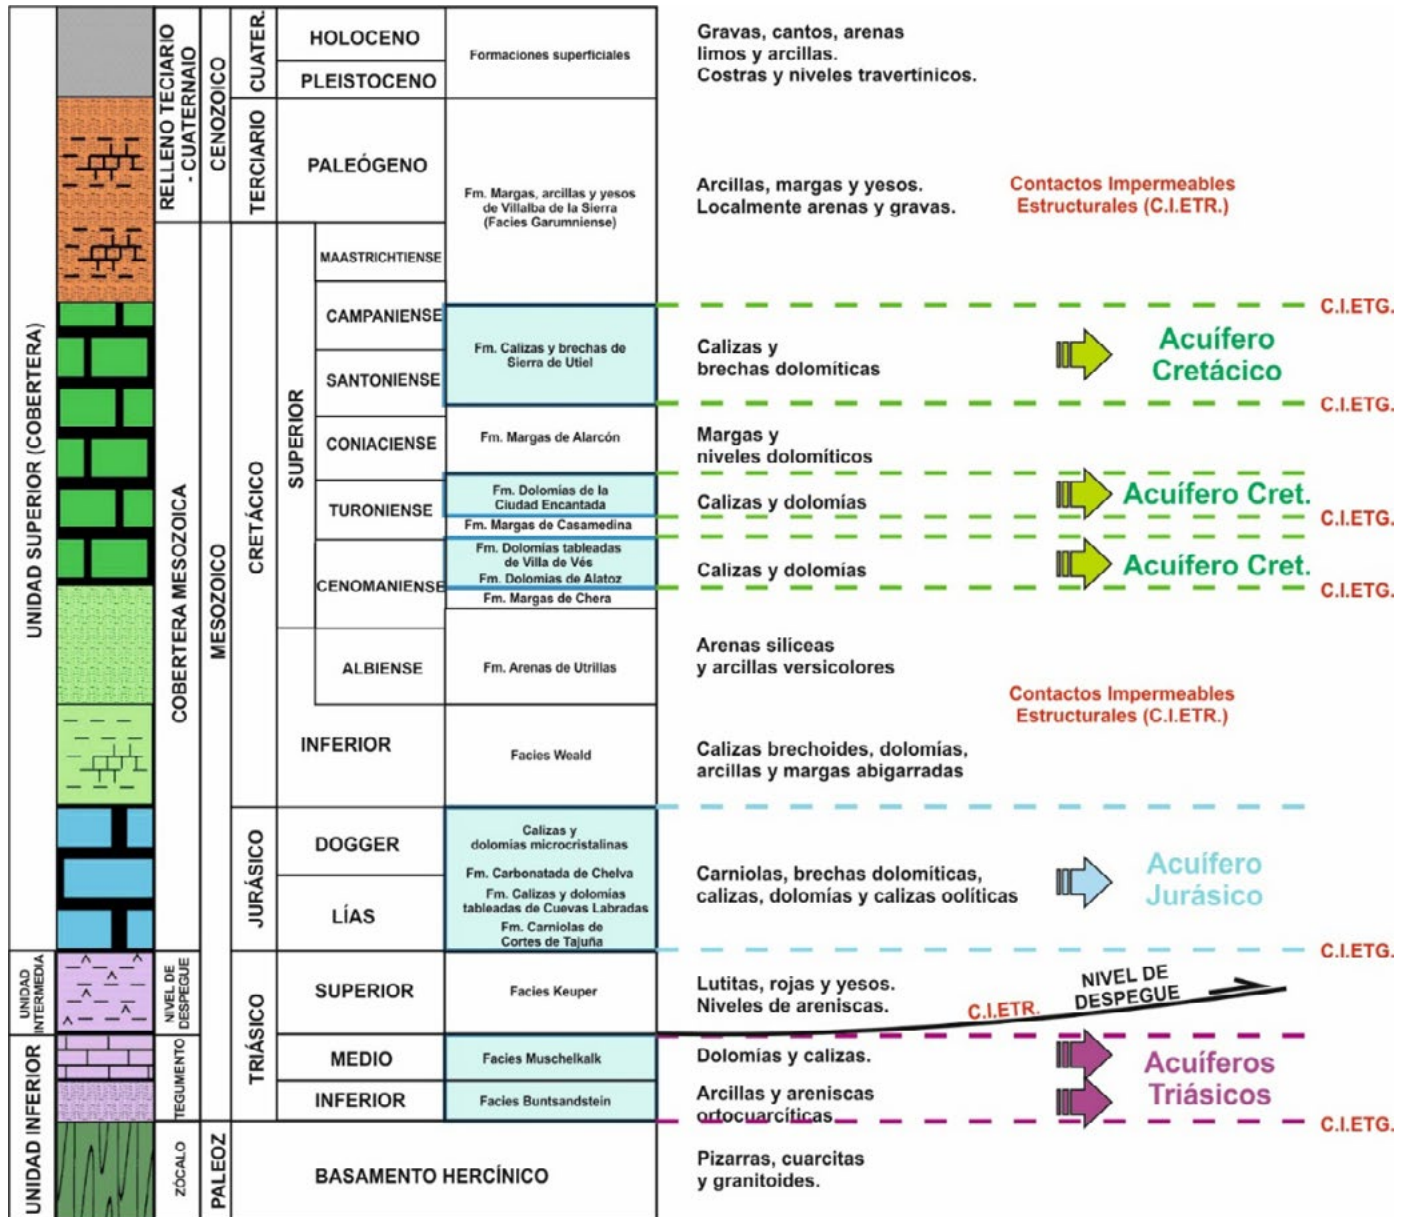 UNIDAD SUPERIOR (COBERTERA)
UNIDAD INTERMEDIA
UNIDAD INFERIOR
RELLENO TECIARIO
- CUATERNAIO
COBERTERA MESOZOICA
NIVEL DE
DESPEGUE
TEGUMENTO
ZÓCALO
CENOZOICO
MESOZOICO
PALEOZ
CUATER.
TERCIARIO
CRETÁCICO
JURÁSICO
TRIÁSICO
HOLOCENO
PLEISTOCENO
Formaciones superficiales
Gravas, cantos, arenas
limos y arcillas.
Costras y niveles travertínicos.
PALEÓGENO
Fm. Margas, arcillas y yesos
de Villalba de la Sierra
(Facies Garumniense)
Arcillas, margas y yesos.
Localmente arenas y gravas.
Contactos Impermeables
Estructurales (C.I.ETR.)
SUPERIOR
MAASTRICHTIENSE
CAMPANIENSE
SANTONIENSE
Fm. Calizas y brechas de
Sierra de Utiel
Calizas y
brechas dolomíticas
Acuífero
Cretácico
C.I.ETG.
C.I.ETG.
CONIACIENSE
Fm. Margas de Alarcón
Margas y
niveles dolomíticos
TURONIENSE
Fm. Dolomías de la
Ciudad Encantada
Calizas y dolomías
Acuífero Cret.
C.I.ETG.
Fm. Margas de Casamedina
CENOMANIENSE
Fm. Dolomías tableadas
de Villa de Vés
Fm. Dolomias de Alatoz
Calizas y dolomías
Acuífero Cret.
C.I.ETG.
Fm. Margas de Chera
ALBIENSE
Fm. Arenas de Utrillas
Arenas silíceas
y arcillas versicolores
Contactos Impermeables
Estructurales (C.I.ETR.)
INFERIOR
Facies Weald
Calizas brechoides, dolomías,
arcillas y margas abigarradas
DOGGER
LÍAS
Calizas y
dolomias microcristalinas
Fm. Carbonatada de Chelva
Fm. Calizas y dolomías
tableadas de Cuevas Labradas
Fm. Carniolas de
Cortes de Tajuña
Carniolas, brechas dolomíticas,
calizas, dolomías y calizas oolíticas
Acuífero
Jurásico
C.I.ETG.
SUPERIOR
Facies Keuper
Lutitas, rojas y yesos.
Niveles de areniscas.
C.I.ETR.
NIVEL DE
DESPEGUE
MEDIO
Facies Muschelkalk
Dolomías y calizas.
INFERIOR
Facies Buntsandstein
Arcillas y areniscas
ortocuarcíticas
Acuíferos
Triásicos
C.I.ETG.
BASAMENTO HERCÍNICO
Pizarras, cuarcitas
y granitoides.